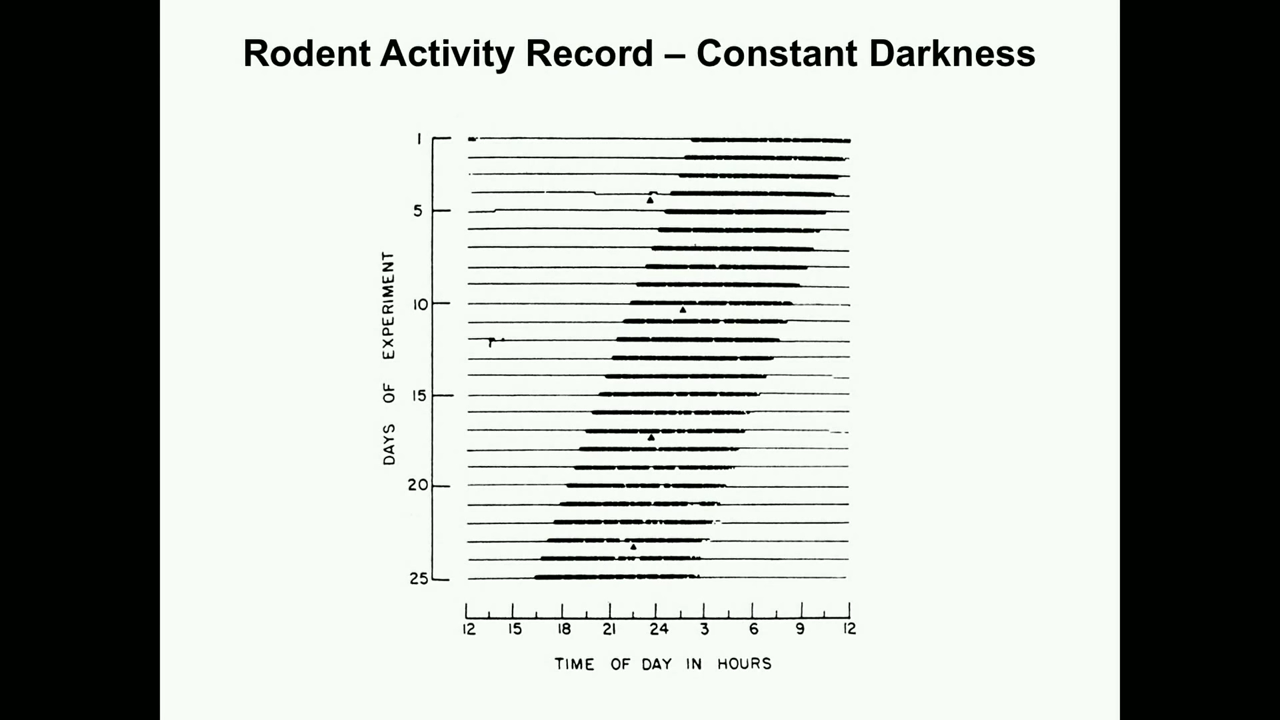 Rodent Activity Record – Constant Darkness
1
5
10
15
20
25
DAYS OF EXPERIMENT
12 15 18 21 24 3 6 9 12
TIME OF DAY IN HOURS